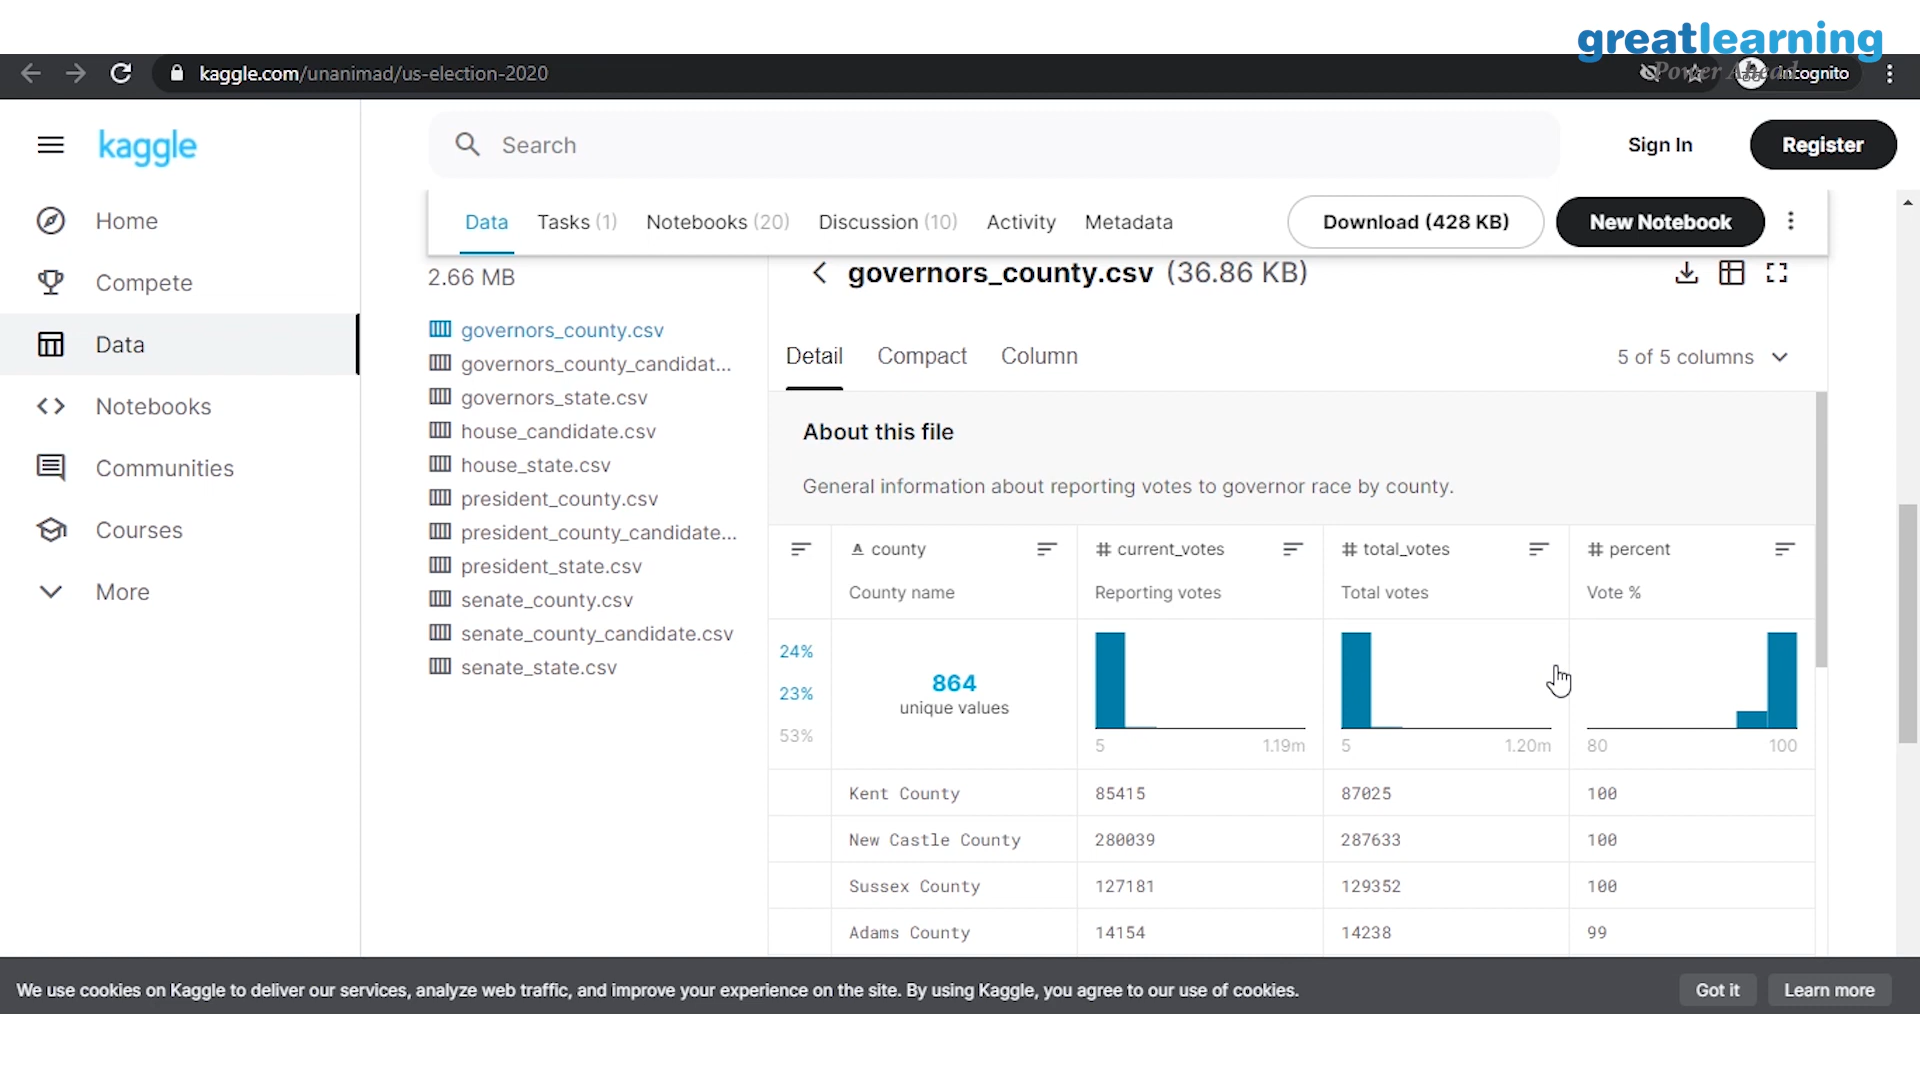 greatlearning
Power Ahead
kaggle.com/unanimad/us-election-2020
Incognito
kaggle
Search
Sign In
Register
Home
Compete
Data
Notebooks
Communities
Courses
More
Data
Tasks (1)
Notebooks (20)
Discussion (10)
Activity
Metadata
Download (428 KB)
New Notebook
2.66 MB
governors_county.csv
governors_county_candidat...
governors_state.csv
house_candidate.csv
house_state.csv
president_county.csv
president_county_candidate...
president_state.csv
senate_county.csv
senate_county_candidate.csv
senate_state.csv
governors_county.csv (36.86 KB)
Detail
Compact
Column
5 of 5 columns
About this file
General information about reporting votes to governor race by county.
A county
# current_votes
# total_votes
# percent
County name
Reporting votes
Total votes
Vote %
24%
23%
53%
864
unique values
5
1.19m
5
1.20m
80
100
Kent County 85415 87025 100
New Castle County 280039 287633 100
Sussex County 127181 129352 100
Adams County 14154 14238 99
We use cookies on Kaggle to deliver our services, analyze web traffic, and improve your experience on the site. By using Kaggle, you agree to our use of cookies.
Got it
Learn more